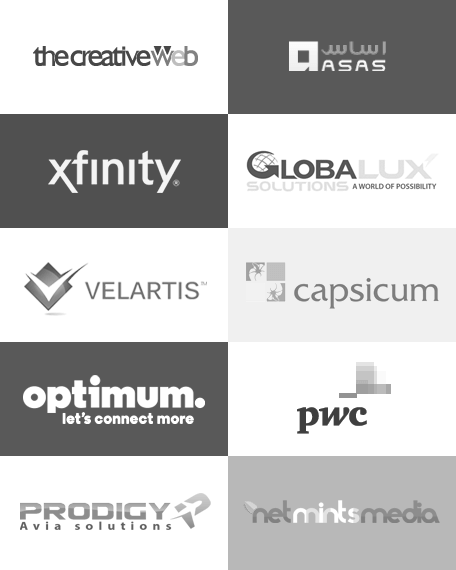 thecreativeweb
اساس
ASAS
xfinity®
GLOBALUX
SOLUTIONS A WORLD OF POSSIBILITY
VELARTIS™
capsicum
optimum.
let's connect more
pwc
PRODIGY
Avia solutions
netmintsmedia